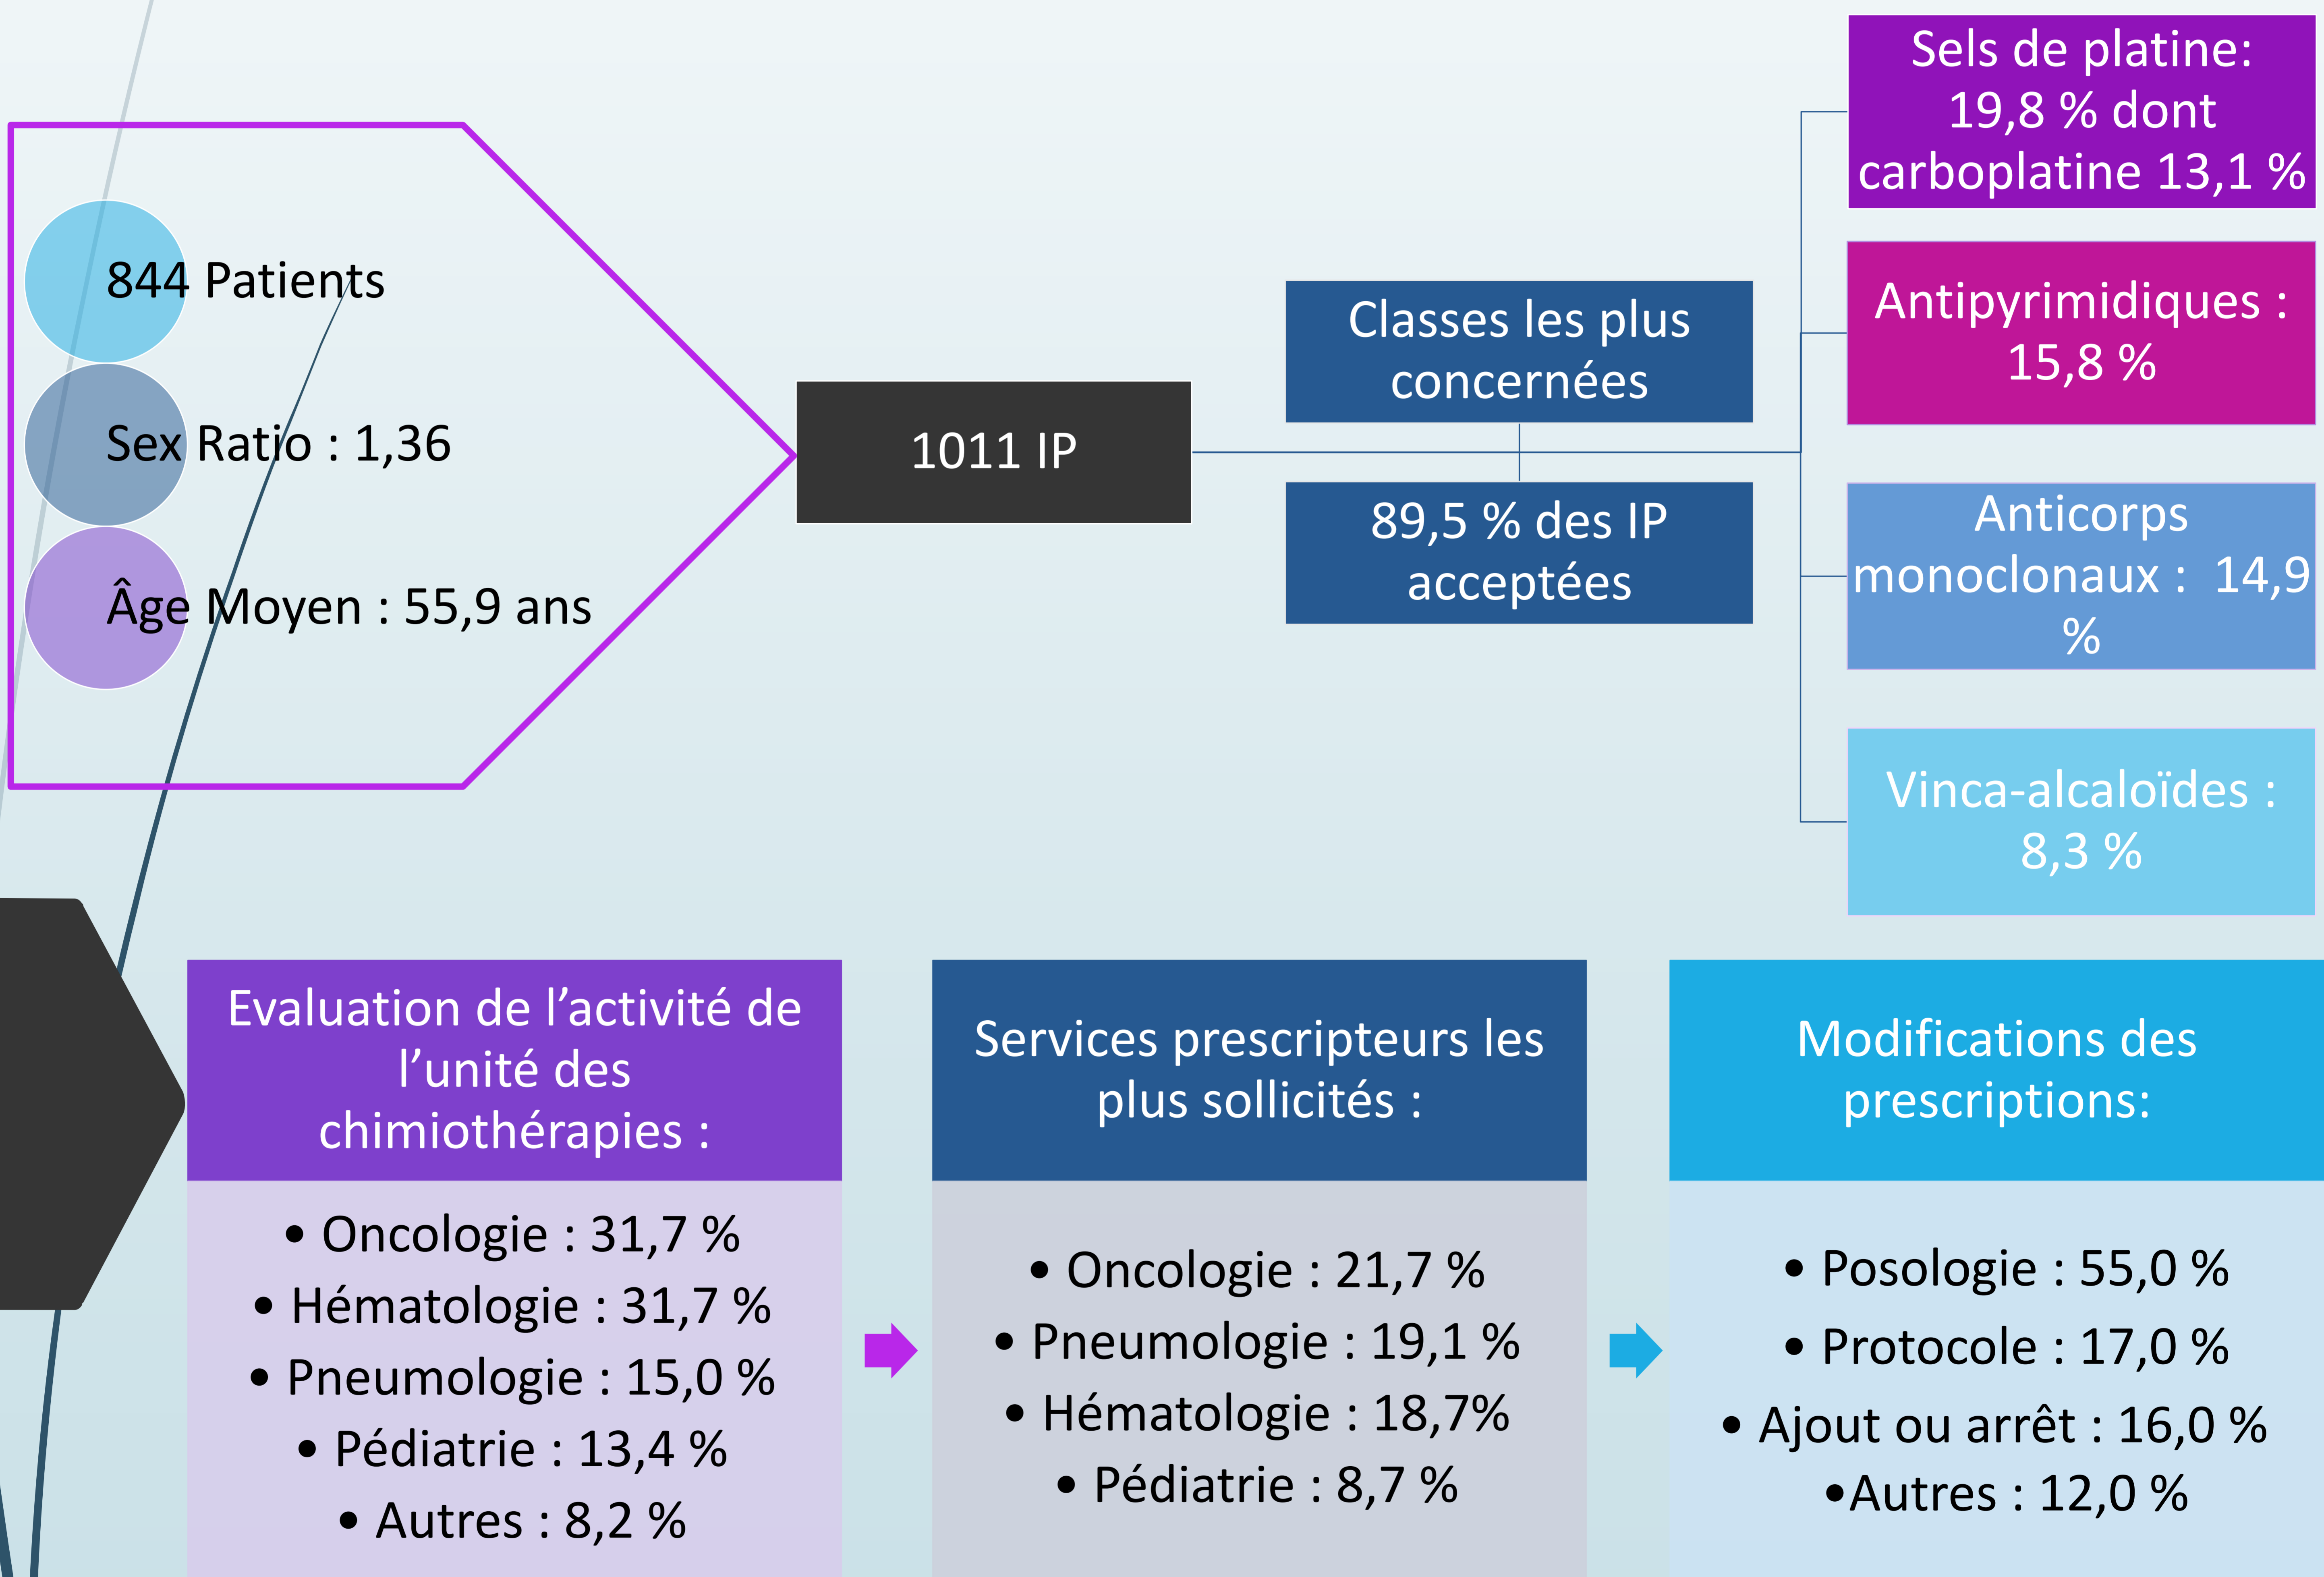 844 Patients
Sex Ratio : 1,36
Âge Moyen : 55,9 ans
1011 IP
Classes les plus
concernées
89,5 % des IP
acceptées
Sels de platine:
19,8 % dont
carboplatine 13,1 %
Antipyrimidiques :
15,8 %
Anticorps
monoclonaux : 14,9
%
Vinca-alcaloïdes :
8,3 %
Evaluation de l’activité de
l’unité des
chimiothérapies :
• Oncologie : 31,7 %
• Hématologie : 31,7 %
• Pneumologie : 15,0 %
• Pédiatrie : 13,4 %
• Autres : 8,2 %
Services prescripteurs les
plus sollicités :
• Oncologie : 21,7 %
• Pneumologie : 19,1 %
• Hématologie : 18,7%
• Pédiatrie : 8,7 %
Modifications des
prescriptions:
• Posologie : 55,0 %
• Protocole : 17,0 %
• Ajout ou arrêt : 16,0 %
•Autres : 12,0 %